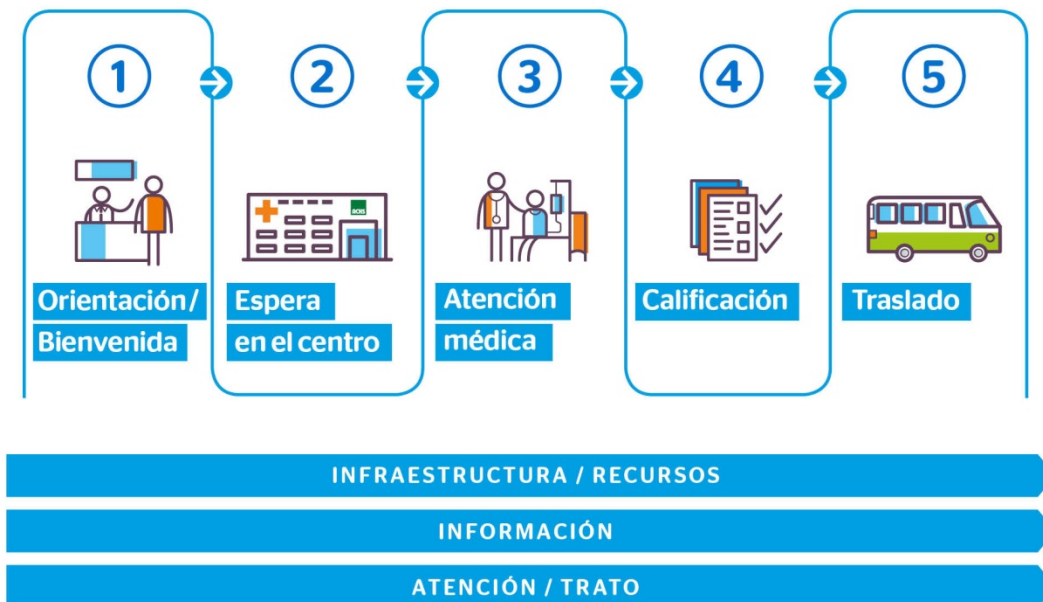 1
2
3
4
5
Orientación/
Bienvenida
Espera
en el centro
Atención
médica
Calificación
Traslado
INFRAESTRUCTURA / RECURSOS
INFORMACIÓN
ATENCIÓN / TRATO